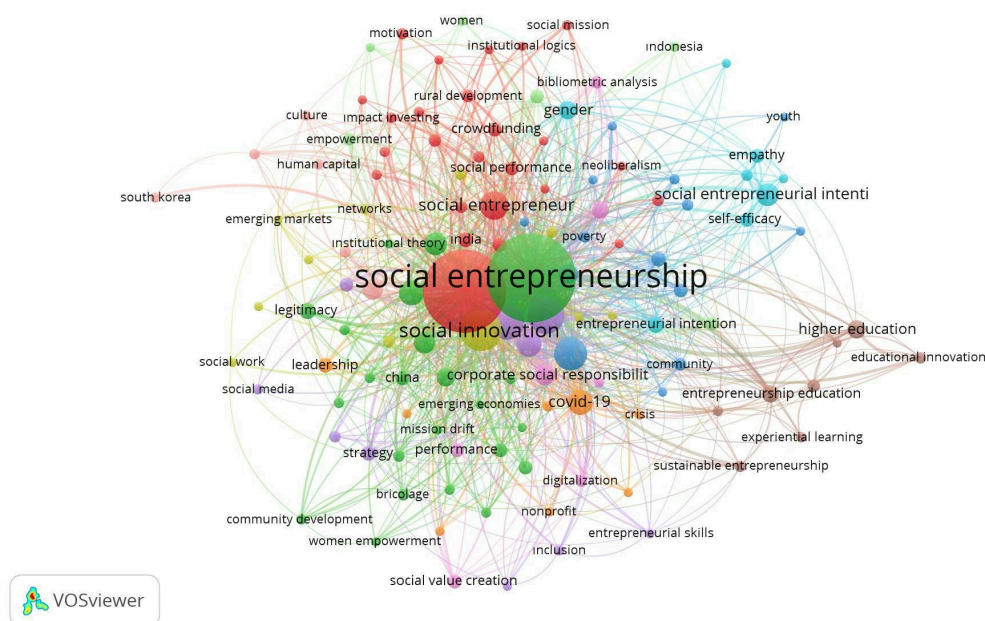 women
social mission
motivation
institutional logics
indonesia
bibliometric analysis
rural development
gender
culture
impact investing
youth
crowdfunding
empowerment
empathy
human capital
social performance
neoliberalism
south korea
social entrepreneurial intenti
social entrepreneur
networks
emerging markets
self-efficacy
institutional theory
india
poverty
social entrepreneurship
legitimacy
entrepreneurial intention
social innovation
higher education
educational innovation
social work
leadership
community
china
corporate social responsibilit
social media
entrepreneurship education
emerging economies
covid-19
crisis
mission drift
experiential learning
strategy
performance
sustainable entrepreneurship
digitalization
bricolage
nonprofit
community development
entrepreneurial skills
women empowerment
inclusion
social value creation
VOSviewer